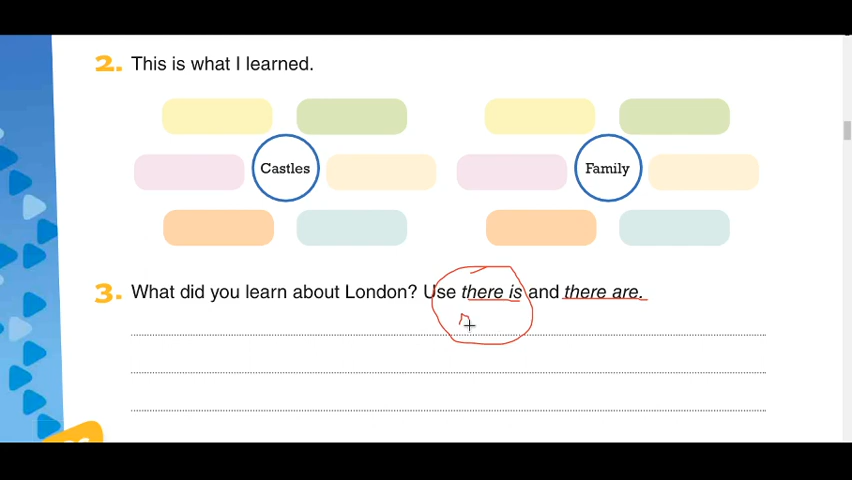 2. This is what I learned.
Castles
Family
3. What did you learn about London? Use there is and there are.